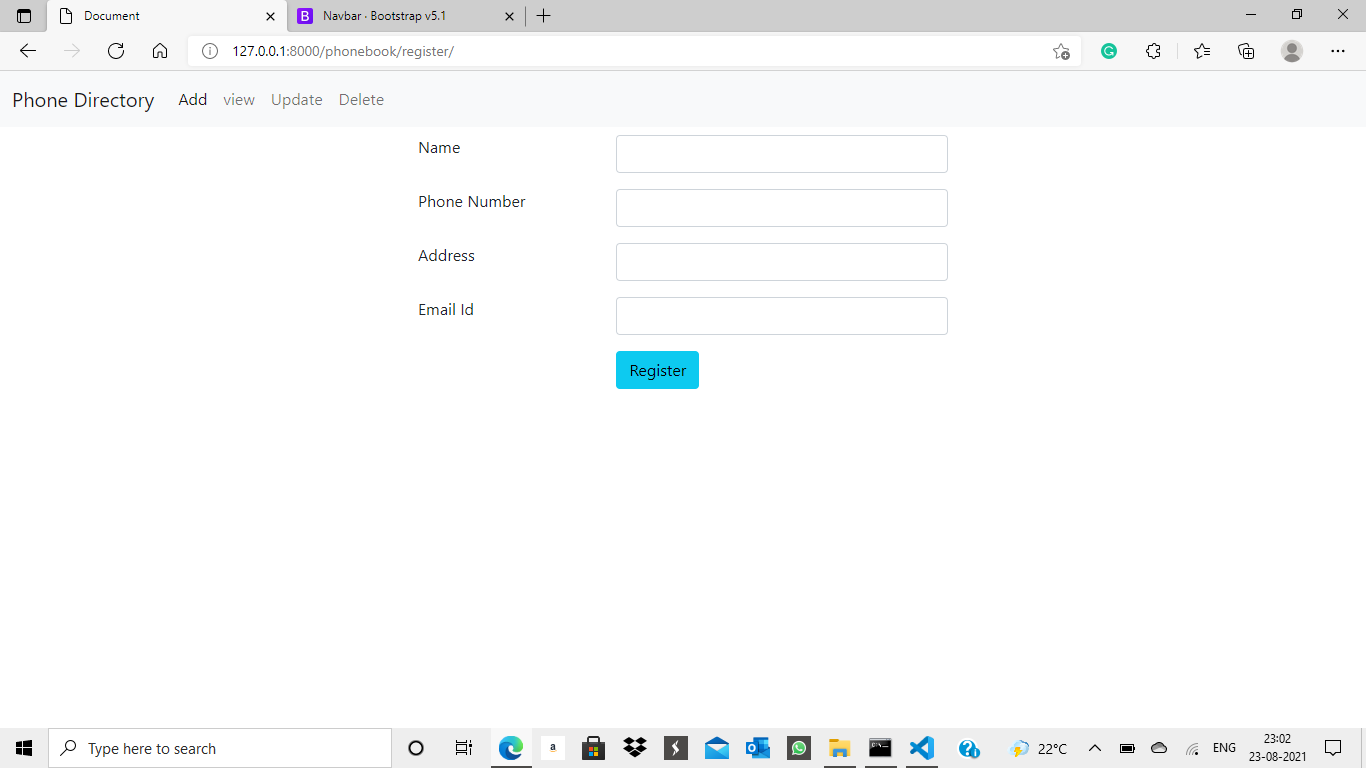 Document
B Navbar · Bootstrap v5.1
127.0.0.1:8000/phonebook/register/
Phone Directory Add view Update Delete
Name
Phone Number
Address
Email Id
Register
Type here to search
a
22°C
ENG
23:02
23-08-2021